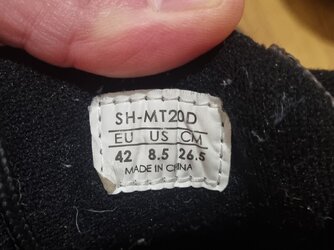 SH-MT20D
EU US CM
42 8.5 26.5
MADE IN CHINA